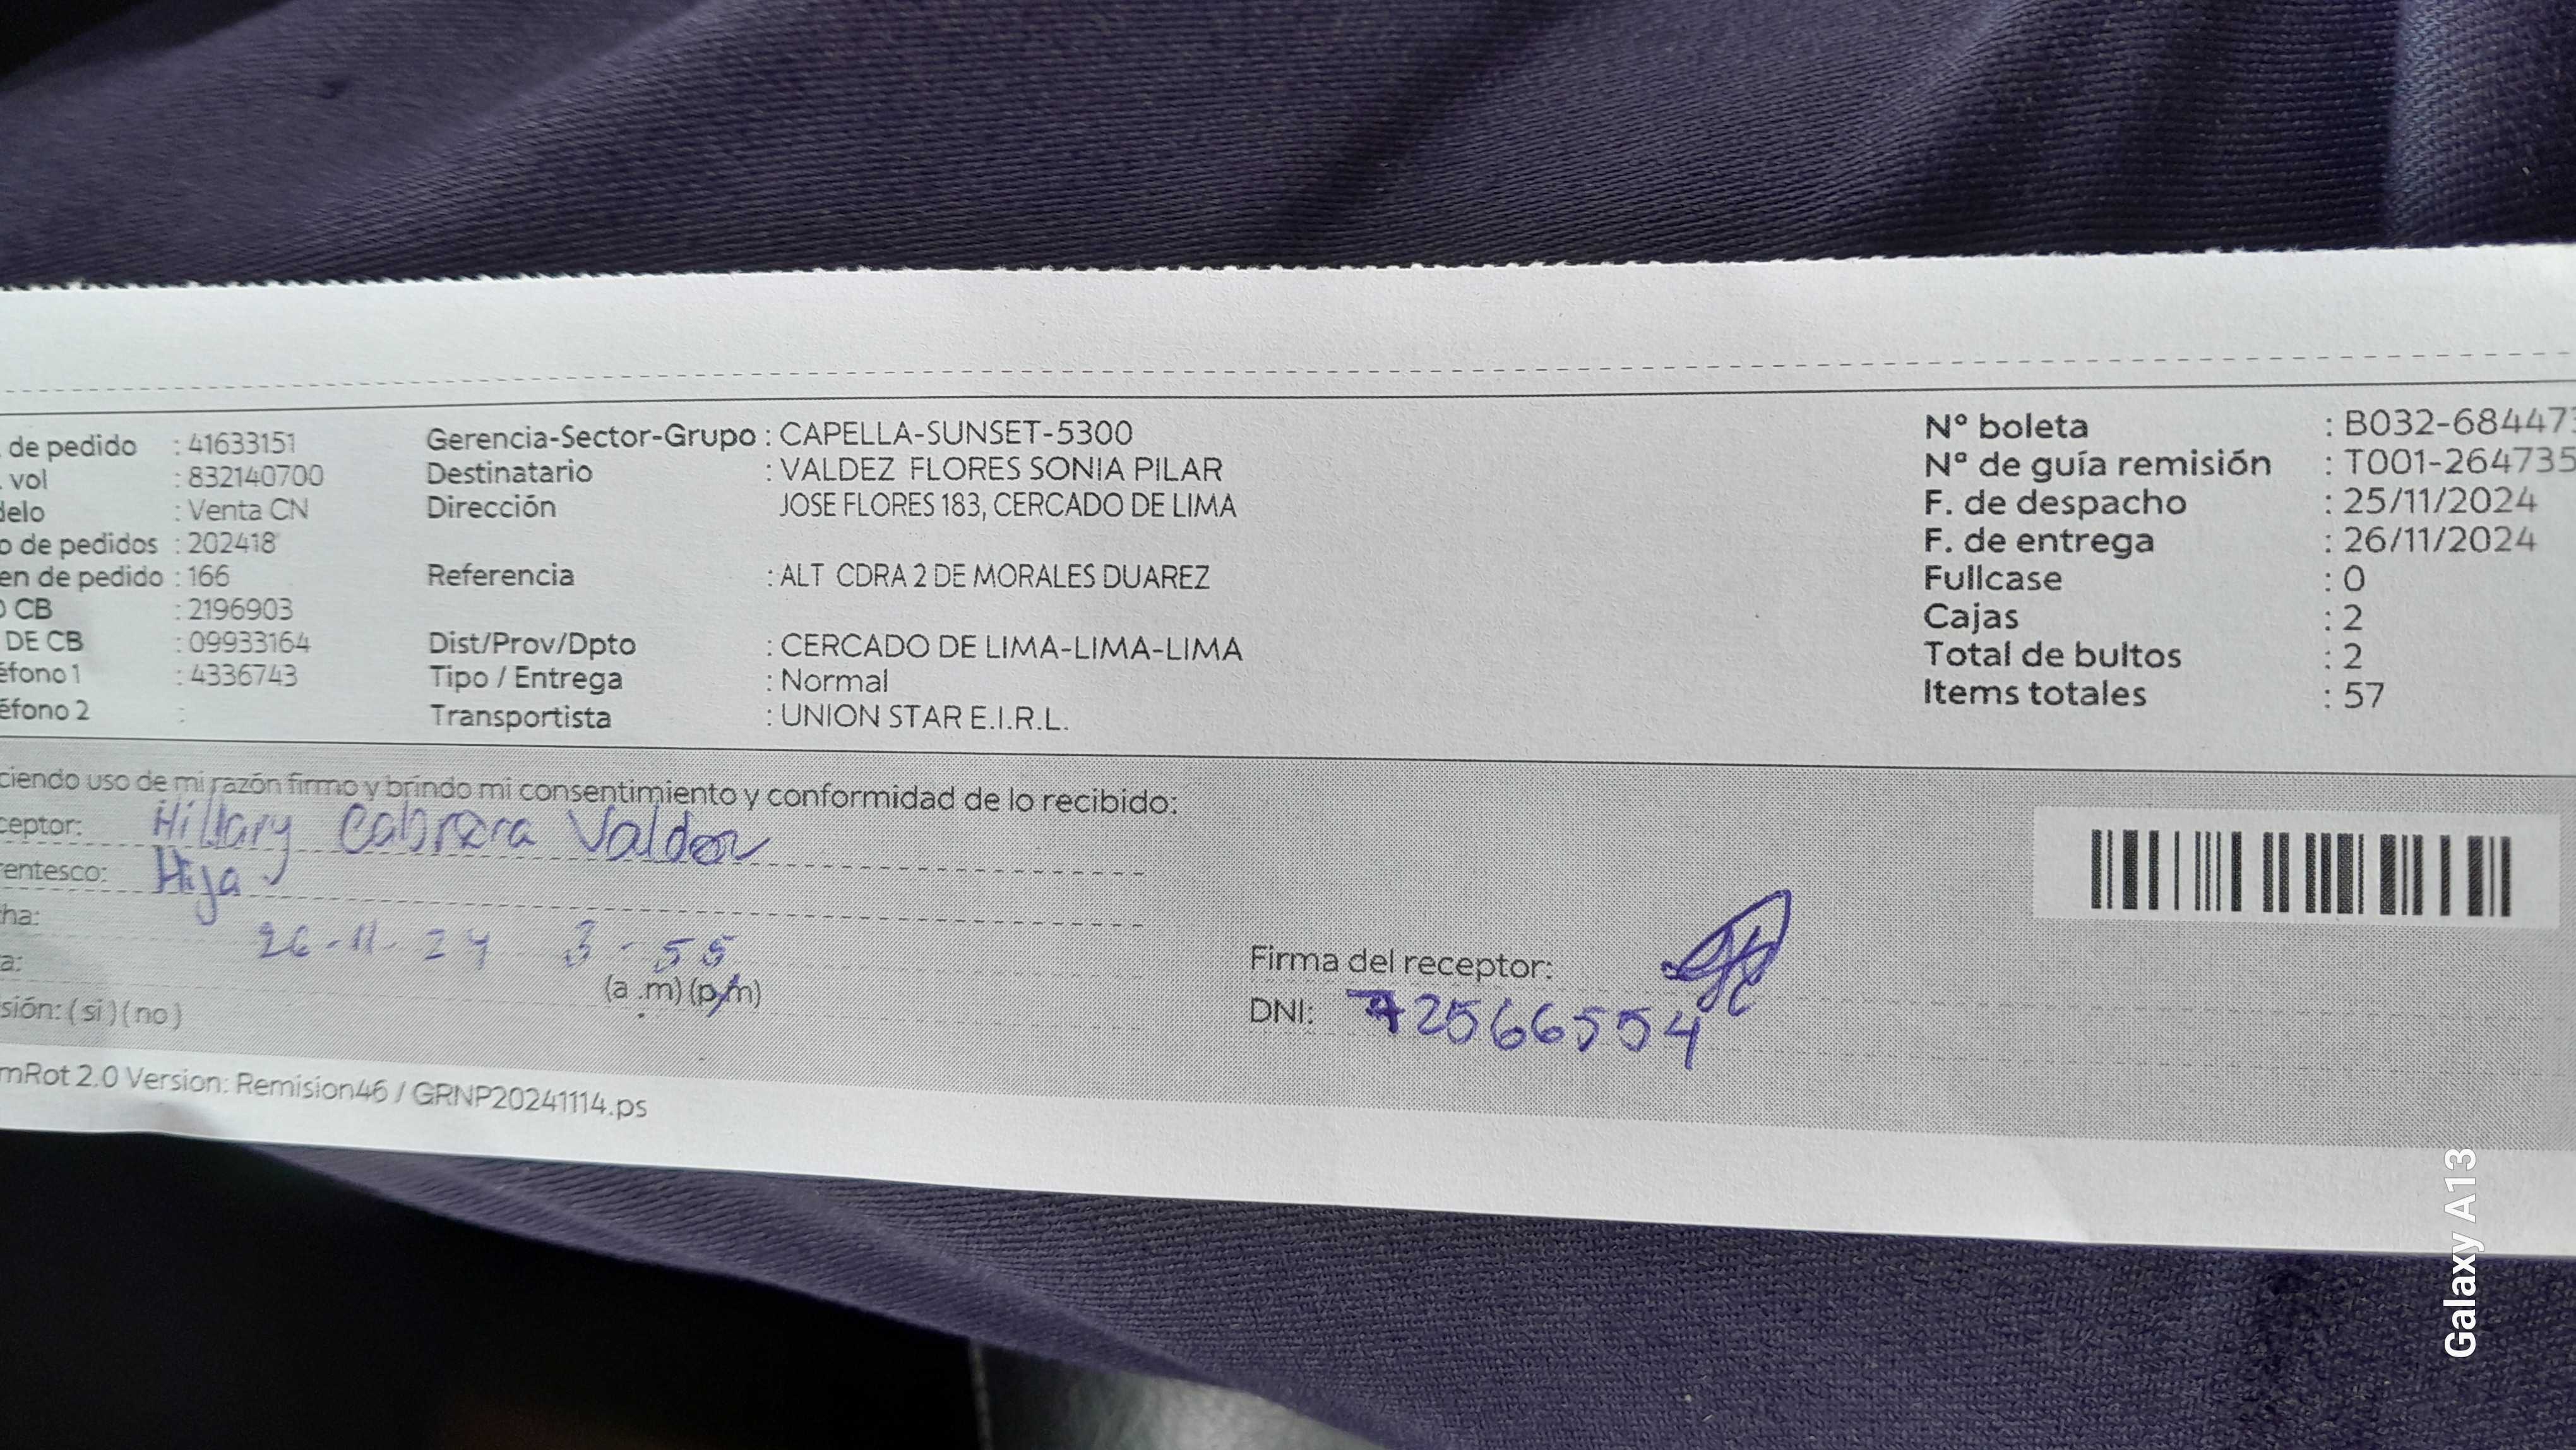 de pedido : 41633151
vol : 832140700
delo : Venta CN
o de pedidos : 202418
en de pedido : 166
CB : 2196903
DE CB : 09933164
éfono 1 : 4336743
éfono 2 :
Gerencia-Sector-Grupo : CAPELLA-SUNSET-5300
Destinatario : VALDEZ FLORES SONIA PILAR
Dirección JOSE FLORES 183, CERCADO DE LIMA
Referencia : ALT CDRA 2 DE MORALES DUAREZ
Dist/Prov/Dpto : CERCADO DE LIMA-LIMA-LIMA
Tipo / Entrega : Normal
Transportista : UNION STAR E.I.R.L.
Nº boleta : B032-684473
Nº de guía remisión : T001-264735
F. de despacho : 25/11/2024
F. de entrega : 26/11/2024
Fullcase : 0
Cajas : 2
Total de bultos : 2
Items totales : 57
ciendo uso de mi razón firmo y brindo mi consentimiento y conformidad de lo recibido:
ceptor: Hillary Cabrera Valdez
rentesco: Hija
ha: 26-11-24 3-55
a: (a.m) (p.m)
sión: ( si ) ( no )
Firma del receptor:
DNI: 72566554
mRot 2.0 Version: Remision46 / GRNP20241114.ps
Galaxy A13